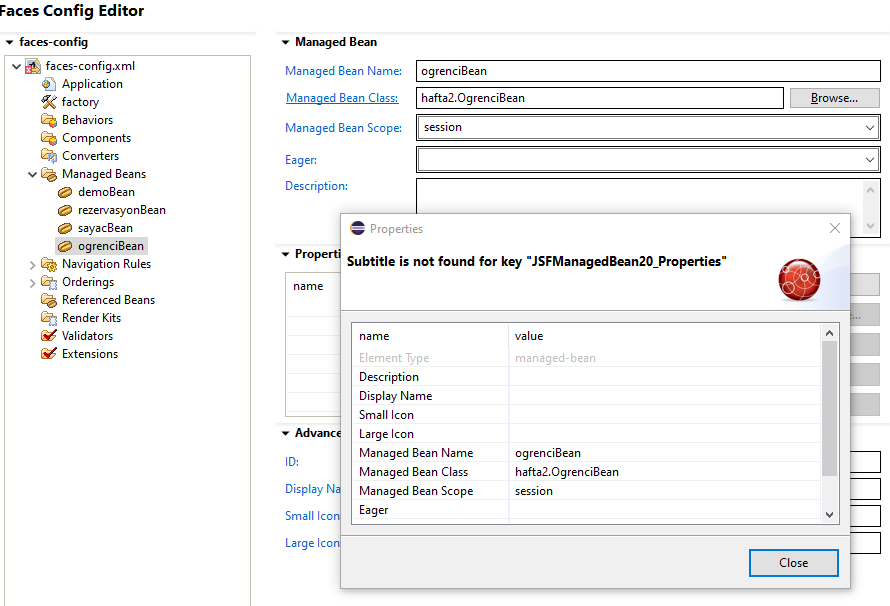 Faces Config Editor
faces-config
faces-config.xml
Application
factory
Behaviors
Components
Converters
Managed Beans
demoBean
rezervasyonBean
sayacBean
ogrenciBean
Navigation Rules
Orderings
Referenced Beans
Render Kits
Validators
Extensions
Managed Bean
Managed Bean Name: ogrenciBean
Managed Bean Class: hafta2.OgrenciBean Browse...
Managed Bean Scope: session
Eager:
Description:
Properti
name
e...
Advance
ID:
Display Na
Small Icon
Large Icon
Properties
Subtitle is not found for key "JSFManagedBean20_Properties"
name value
Element Type managed-bean
Description
Display Name
Small Icon
Large Icon
Managed Bean Name ogrenciBean
Managed Bean Class hafta2.OgrenciBean
Managed Bean Scope session
Eager
Close